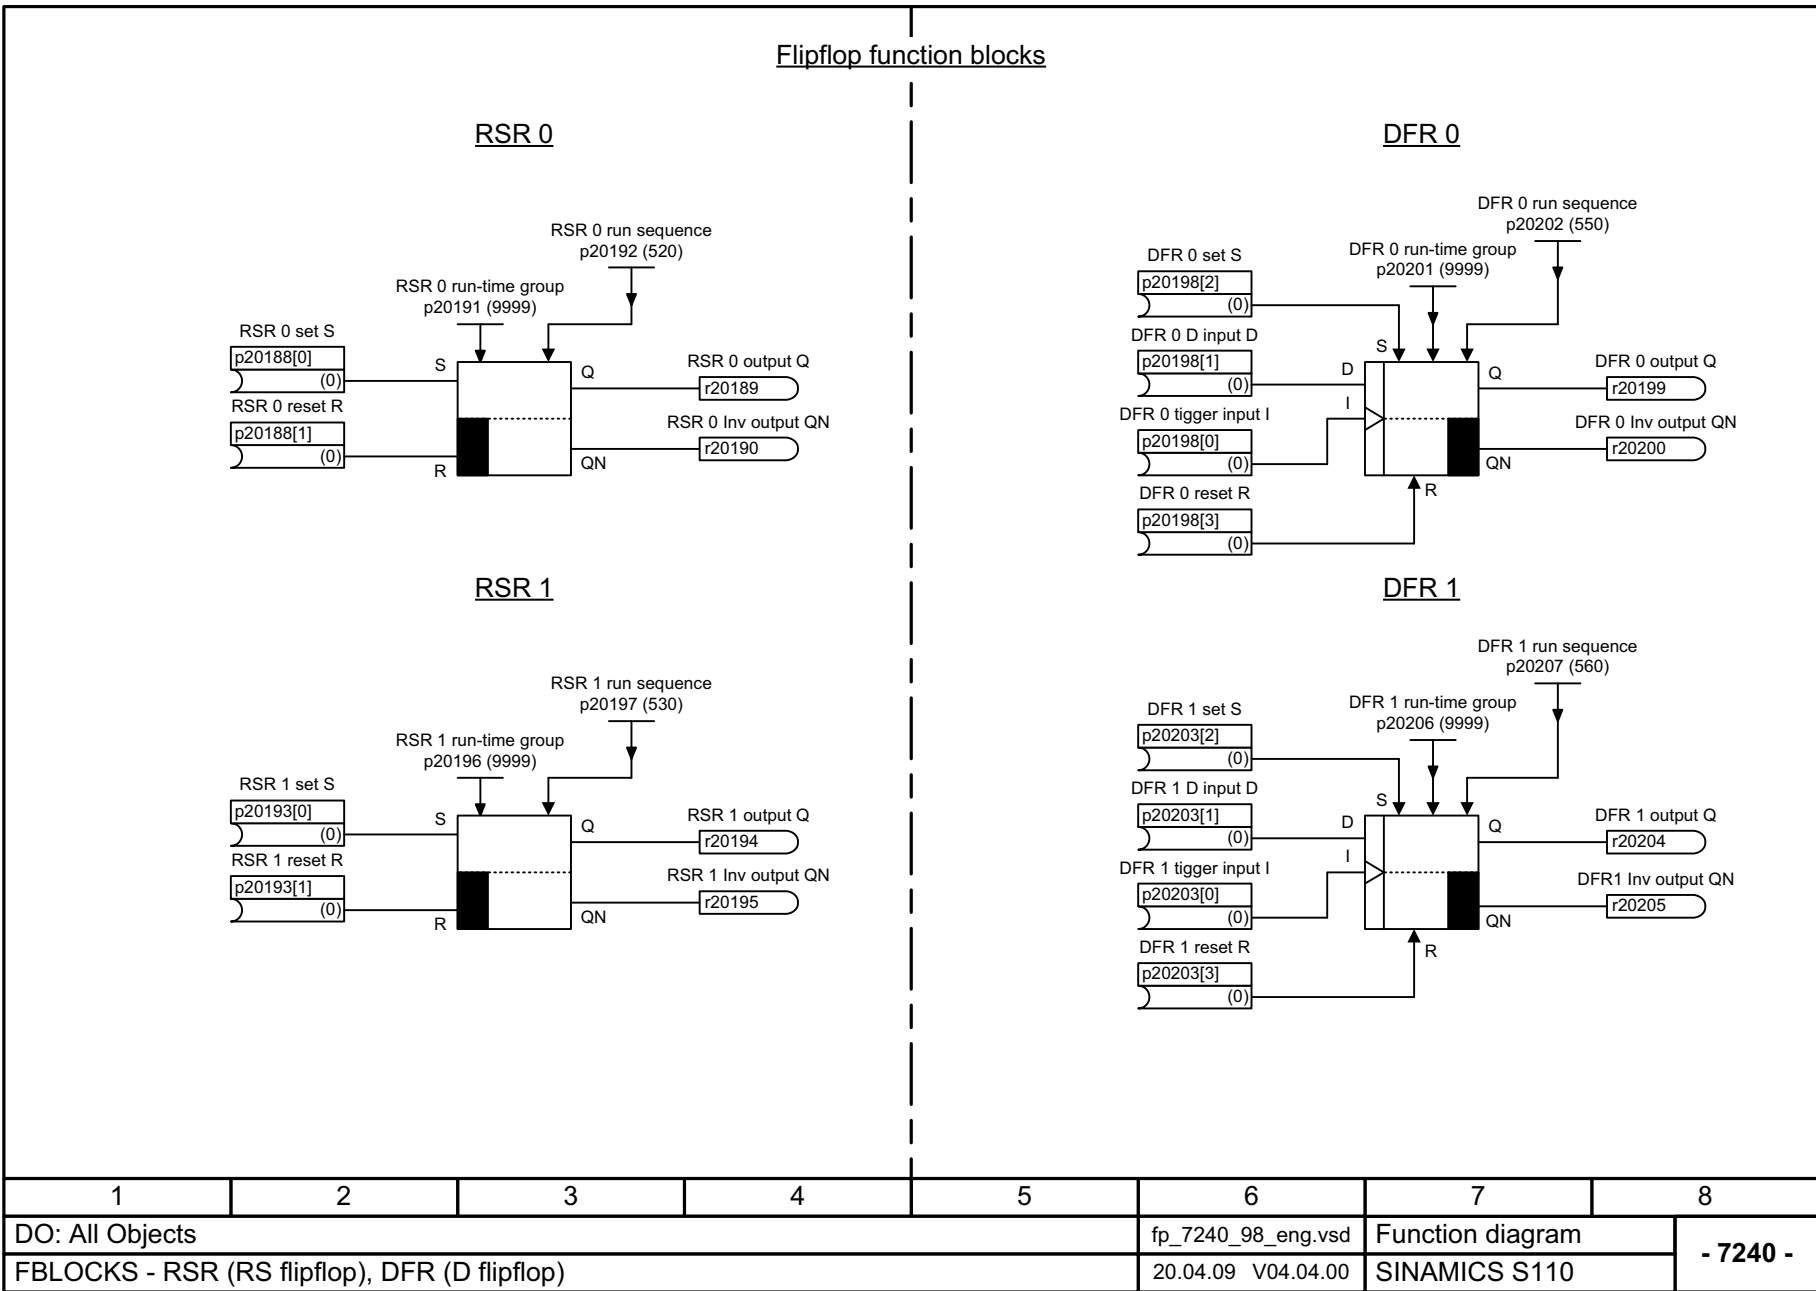 Flipflop function blocks
RSR 0
RSR 0 run sequence
p20192 (520)
RSR 0 run-time group
p20191 (9999)
RSR 0 set S
p20188[0]
(0)
RSR 0 reset R
p20188[1]
(0)
S
R
Q
QN
RSR 0 output Q
r20189
RSR 0 Inv output QN
r20190
RSR 1
RSR 1 run sequence
p20197 (530)
RSR 1 run-time group
p20196 (9999)
RSR 1 set S
p20193[0]
(0)
RSR 1 reset R
p20193[1]
(0)
S
R
Q
QN
RSR 1 output Q
r20194
RSR 1 Inv output QN
r20195
DFR 0
DFR 0 run sequence
p20202 (550)
DFR 0 run-time group
p20201 (9999)
DFR 0 set S
p20198[2]
(0)
DFR 0 D input D
p20198[1]
(0)
DFR 0 tigger input I
p20198[0]
(0)
DFR 0 reset R
p20198[3]
(0)
S
D
I
R
Q
QN
DFR 0 output Q
r20199
DFR 0 Inv output QN
r20200
DFR 1
DFR 1 run sequence
p20207 (560)
DFR 1 run-time group
p20206 (9999)
DFR 1 set S
p20203[2]
(0)
DFR 1 D input D
p20203[1]
(0)
DFR 1 tigger input I
p20203[0]
(0)
DFR 1 reset R
p20203[3]
(0)
S
D
I
R
Q
QN
DFR 1 output Q
r20204
DFR1 Inv output QN
r20205
1 2 3 4 5 6 7 8
DO: All Objects
fp_7240_98_eng.vsd
Function diagram
- 7240 -
FBLOCKS - RSR (RS flipflop), DFR (D flipflop)
20.04.09 V04.04.00
SINAMICS S110